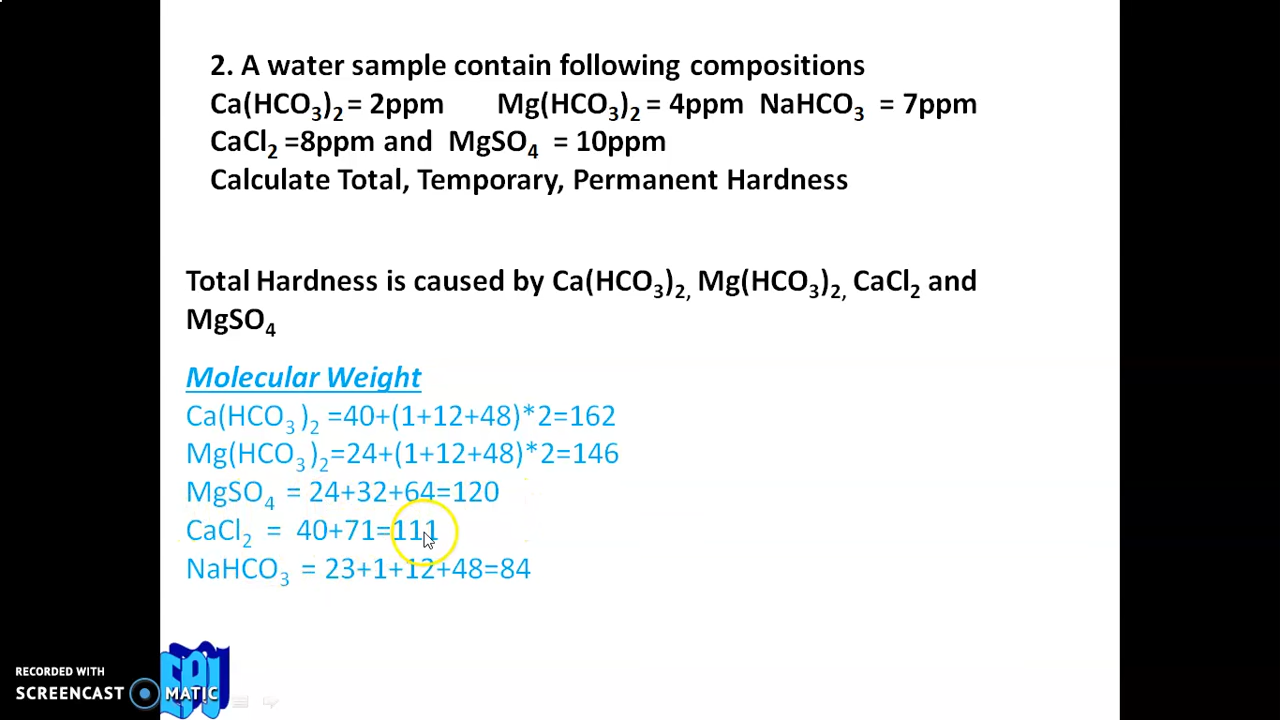 2. A water sample contain following compositions
Ca(HCO₃)₂ = 2ppm Mg(HCO₃)₂ = 4ppm NaHCO₃ = 7ppm
CaCl₂ =8ppm and MgSO₄ = 10ppm
Calculate Total, Temporary, Permanent Hardness
Total Hardness is caused by Ca(HCO₃)₂, Mg(HCO₃)₂, CaCl₂ and
MgSO₄
Molecular Weight
Ca(HCO₃)₂ =40+(1+12+48)*2=162
Mg(HCO₃)₂=24+(1+12+48)*2=146
MgSO₄ = 24+32+64=120
CaCl₂ = 40+71=111
NaHCO₃ = 23+1+12+48=84
RECORDED WITH
SCREENCAST MATIC